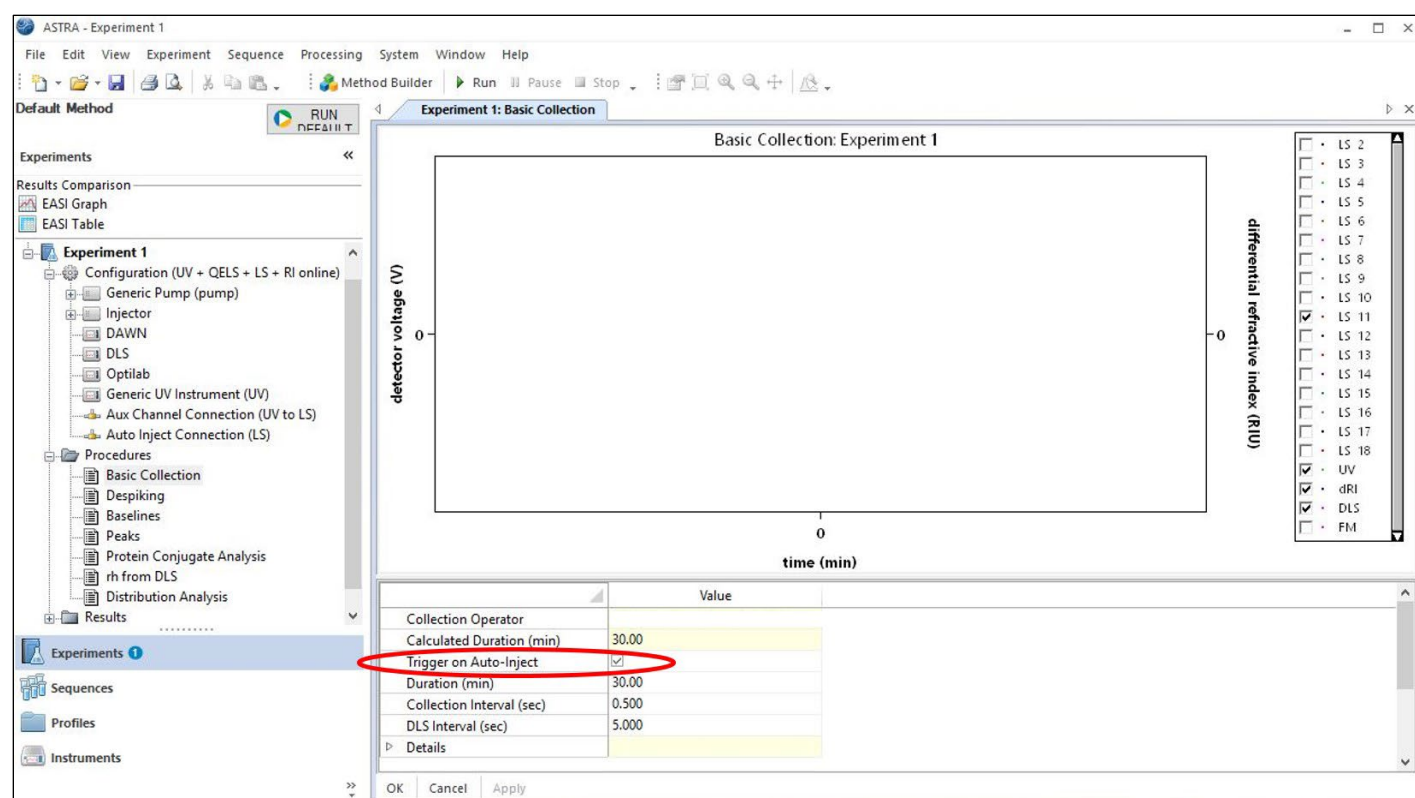 ASTRA - Experiment 1
File Edit View Experiment Sequence Processing System Window Help
Method Builder Run Pause Stop
Default Method
RUN
DEFAULT
Experiments
Results Comparison
EASI Graph
EASI Table
Experiment 1
Configuration (UV + QELS + LS + RI online)
Generic Pump (pump)
Injector
DAWN
DLS
Optilab
Generic UV Instrument (UV)
Aux Channel Connection (UV to LS)
Auto Inject Connection (LS)
Procedures
Basic Collection
Despiking
Baselines
Peaks
Protein Conjugate Analysis
rh from DLS
Distribution Analysis
Results
Experiments 1
Sequences
Profiles
Instruments
Experiment 1: Basic Collection
Basic Collection: Experiment 1
detector voltage (V)
0
0
differential refractive index (RIU)
0
time (min)
LS 2
LS 3
LS 4
LS 5
LS 6
LS 7
LS 8
LS 9
LS 10
LS 11
LS 12
LS 13
LS 14
LS 15
LS 16
LS 17
LS 18
UV
dRI
DLS
FM
Value
Collection Operator
Calculated Duration (min) 30.00
Trigger on Auto-Inject
Duration (min) 30.00
Collection Interval (sec) 0.500
DLS Interval (sec) 5.000
Details
OK Cancel Apply